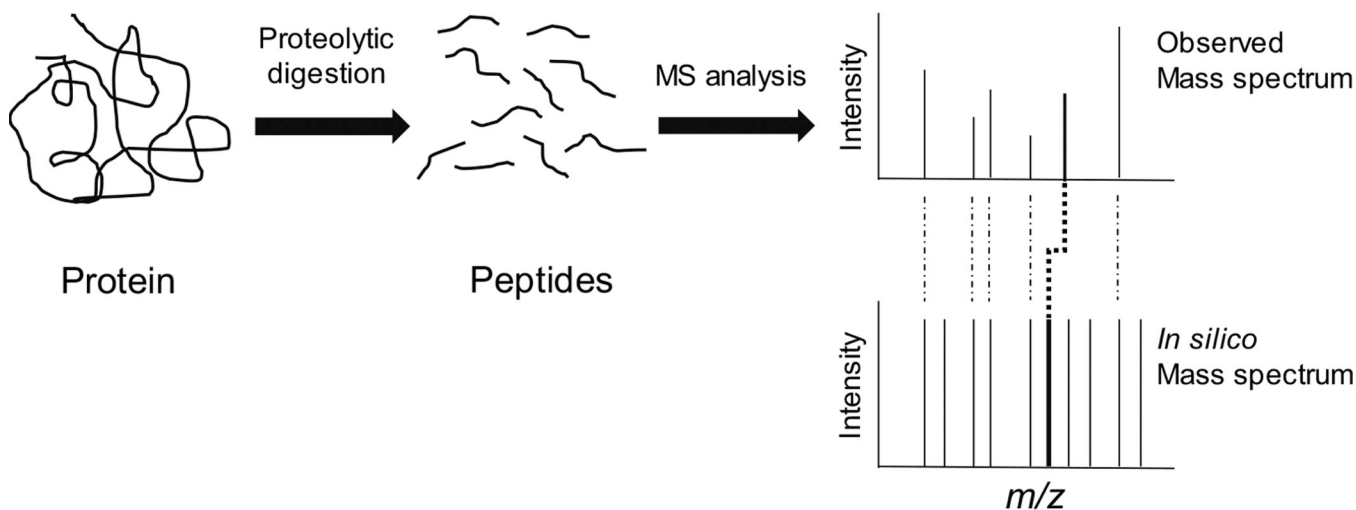 Protein
Proteolytic
digestion
Peptides
MS analysis
Intensity
Observed
Mass spectrum
Intensity
In silico
Mass spectrum
m/z